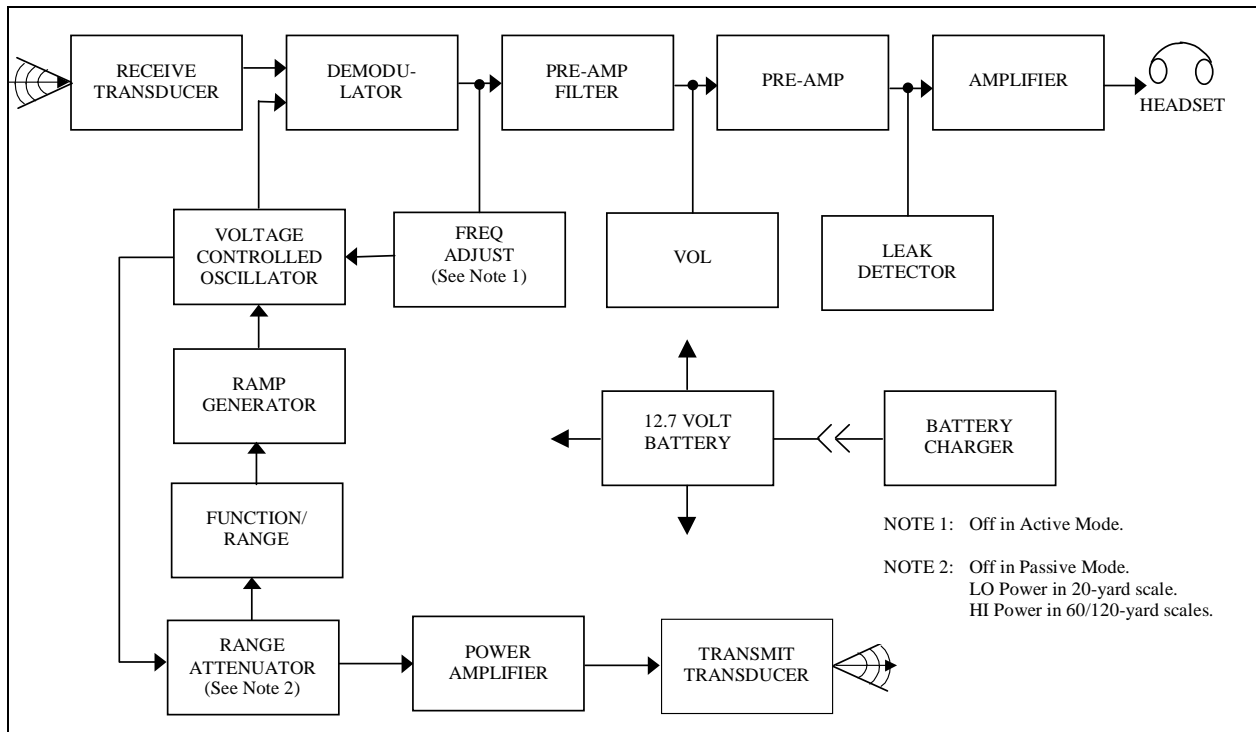 RECEIVE
TRANSDUCER
DEMODU-
LATOR
PRE-AMP
FILTER
PRE-AMP
AMPLIFIER
HEADSET
VOLTAGE
CONTROLLED
OSCILLATOR
FREQ
ADJUST
(See Note 1)
VOL
LEAK
DETECTOR
RAMP
GENERATOR
12.7 VOLT
BATTERY
BATTERY
CHARGER
FUNCTION/
RANGE
NOTE 1: Off in Active Mode.
NOTE 2: Off in Passive Mode.
LO Power in 20-yard scale.
HI Power in 60/120-yard scales.
RANGE
ATTENUATOR
(See Note 2)
POWER
AMPLIFIER
TRANSMIT
TRANSDUCER